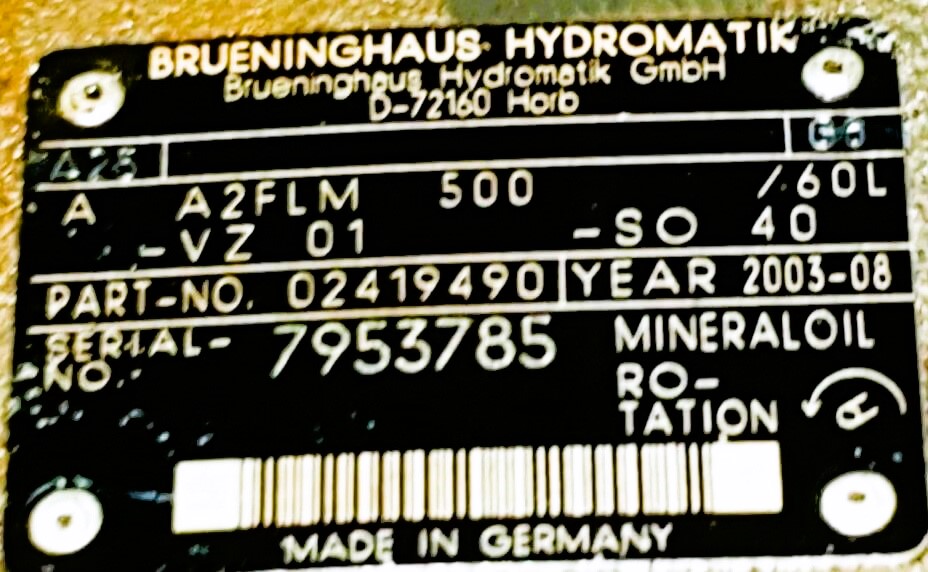 BRUENINGHAUS HYDROMATIK
Brueninghaus Hydromatik GmbH
D-72160 Horb
A A2FLM 500 /60L
-VZ 01 -SO 40
PART-NO. 02419490 YEAR 2003-08
SERIAL-NO. 7953785 MINERALOIL
RO-
TATION
MADE IN GERMANY